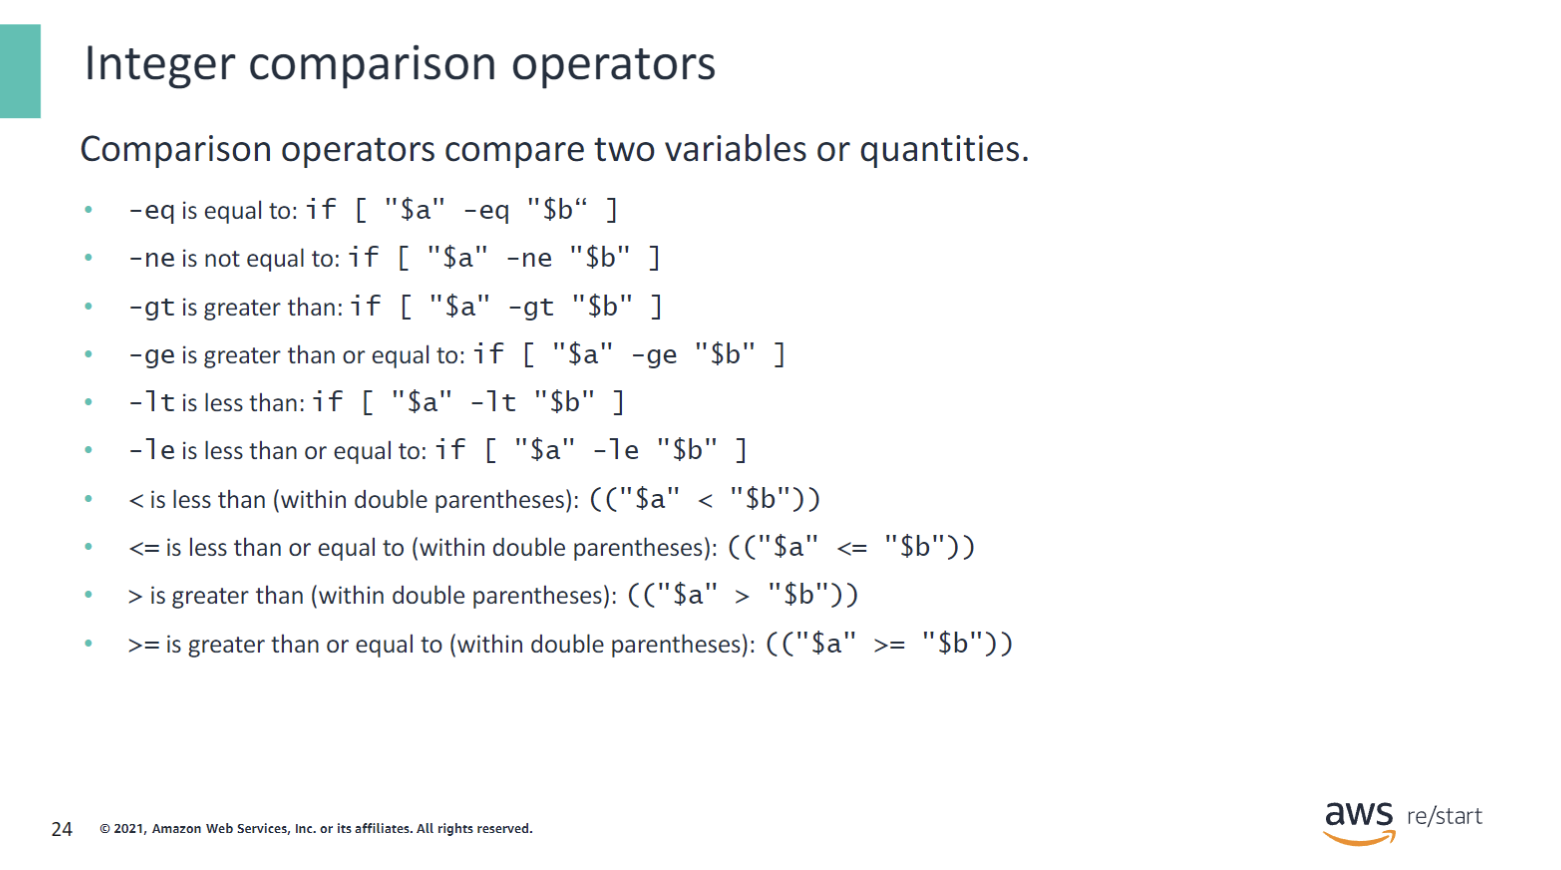 Integer comparison operators
Comparison operators compare two variables or quantities.
• -eq is equal to: if [ "$a" -eq "$b“ ]
• -ne is not equal to: if [ "$a" -ne "$b" ]
• -gt is greater than: if [ "$a" -gt "$b" ]
• -ge is greater than or equal to: if [ "$a" -ge "$b" ]
• -lt is less than: if [ "$a" -lt "$b" ]
• -le is less than or equal to: if [ "$a" -le "$b" ]
• < is less than (within double parentheses): (("$a" < "$b"))
• <= is less than or equal to (within double parentheses): (("$a" <= "$b"))
• > is greater than (within double parentheses): (("$a" > "$b"))
• >= is greater than or equal to (within double parentheses): (("$a" >= "$b"))
24 © 2021, Amazon Web Services, Inc. or its affiliates. All rights reserved.
aws re/start